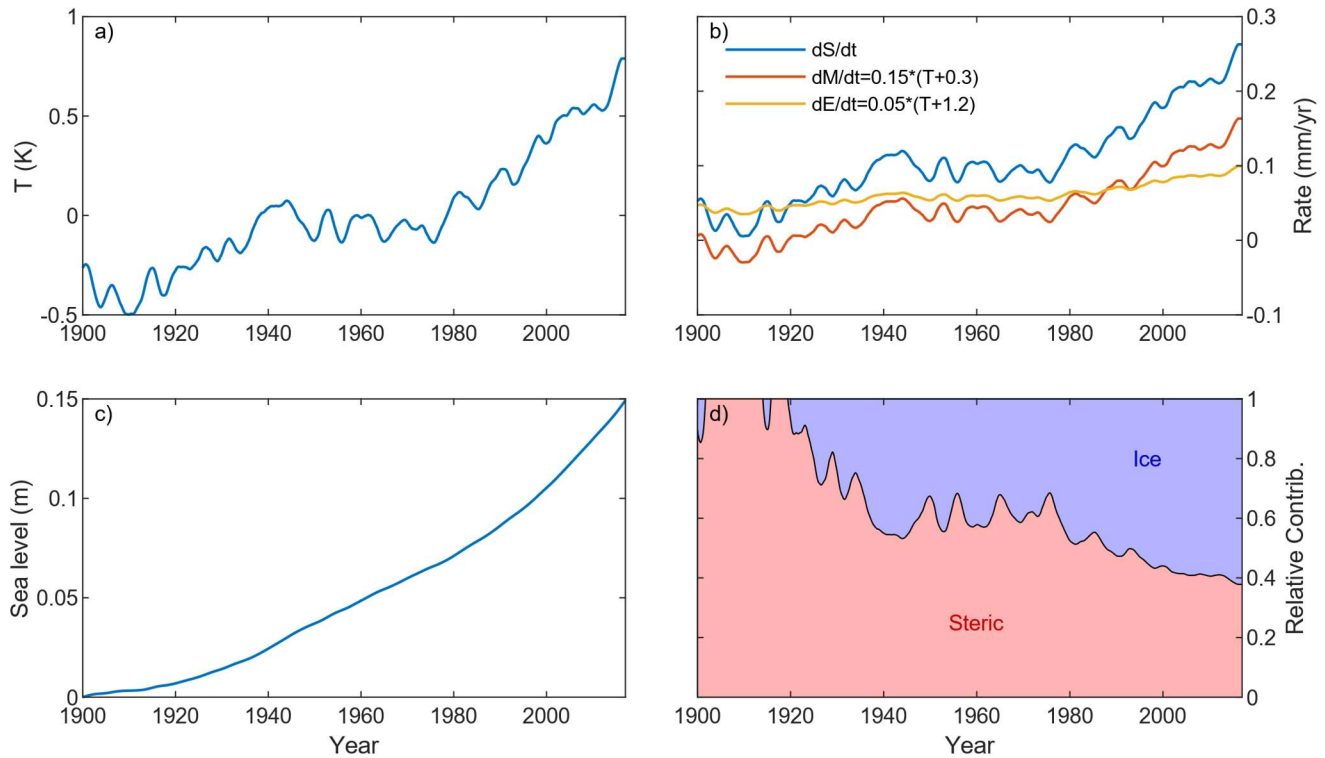 a)
1
0.5
0
-0.5
T (K)
1900 1920 1940 1960 1980 2000
b)
dS/dt
dM/dt=0.15*(T+0.3)
dE/dt=0.05*(T+1.2)
0.3
0.2
0.1
0
-0.1
Rate (mm/yr)
1900 1920 1940 1960 1980 2000
c)
0.15
0.1
0.05
0
Sea level (m)
1900 1920 1940 1960 1980 2000
Year
d)
Ice
Steric
1
0.8
0.6
0.4
0.2
0
Relative Contrib.
1900 1920 1940 1960 1980 2000
Year